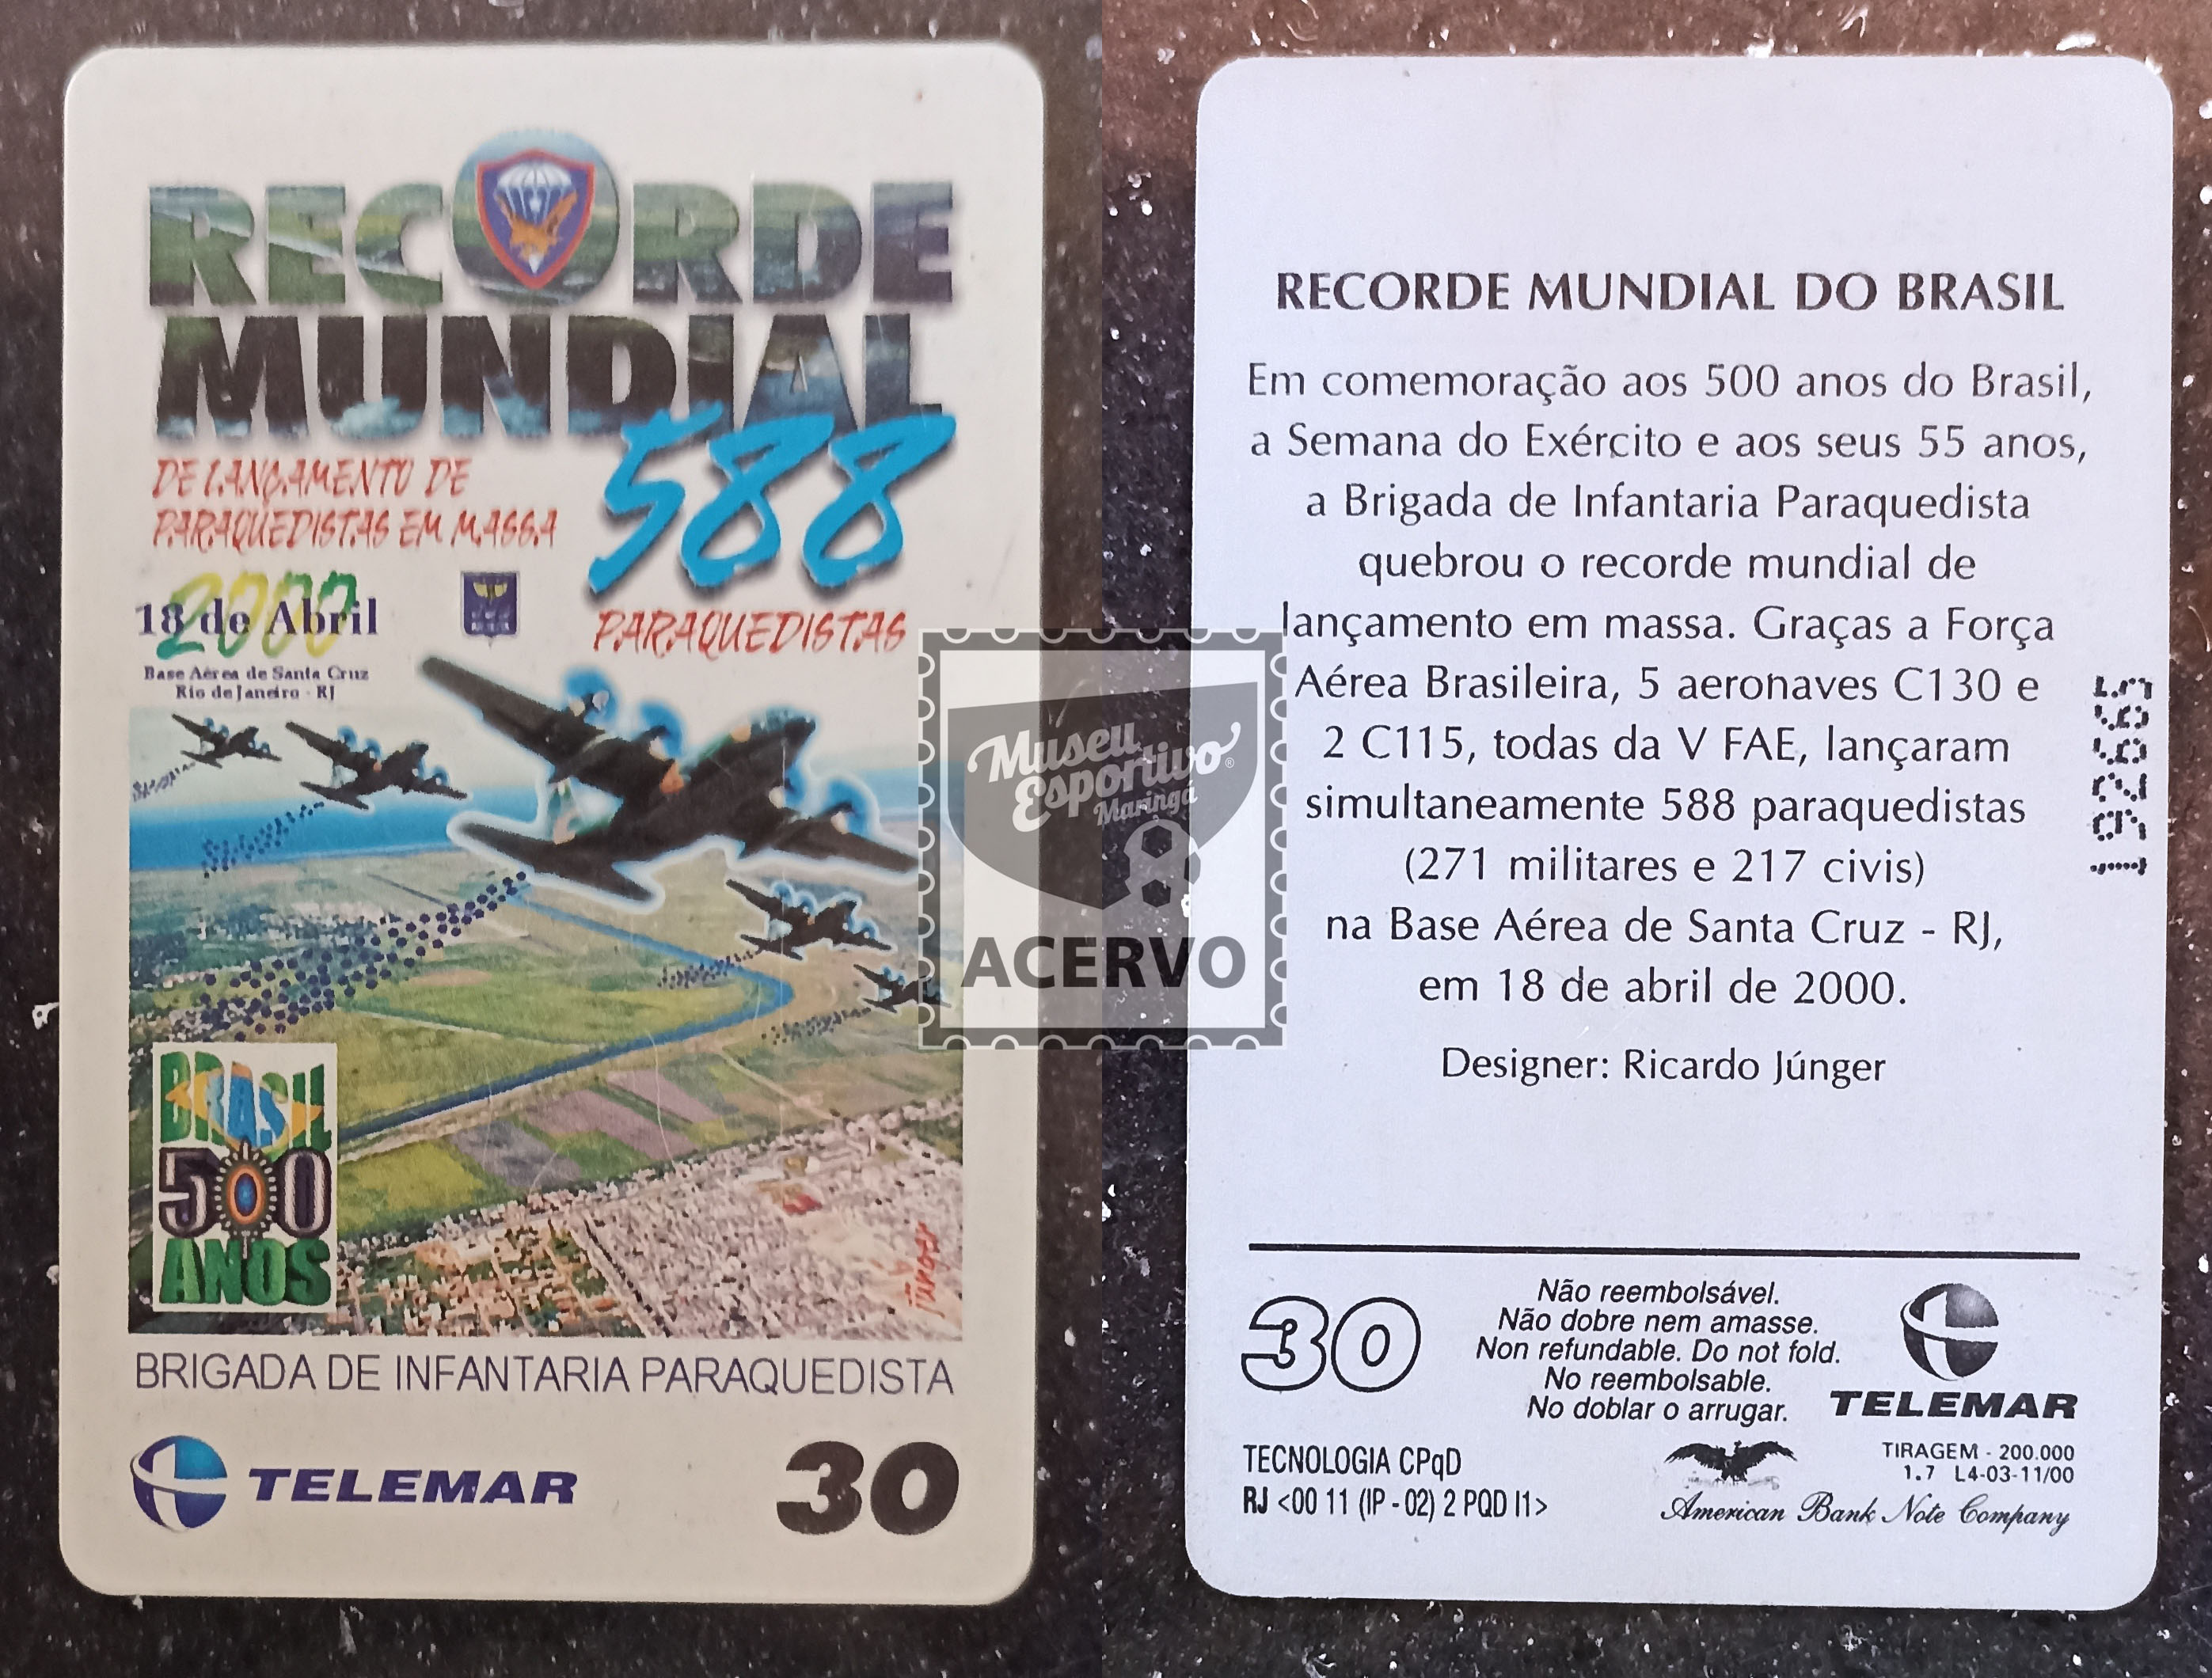 RECORDE
MUNDIAL
588
DE LANÇAMENTO DE
PARAQUEDISTAS EM MASSA
PARAQUEDISTAS
2000
18 de Abril
Base Aérea de Santa Cruz
Rio de Janeiro - RJ
BRASIL
500
ANOS
jünger
BRIGADA DE INFANTARIA PARAQUEDISTA
TELEMAR
30
Museu
Esportivo
Maringá
ACERVO
RECORDE MUNDIAL DO BRASIL
Em comemoração aos 500 anos do Brasil,
a Semana do Exército e aos seus 55 anos,
a Brigada de Infantaria Paraquedista
quebrou o recorde mundial de
lançamento em massa. Graças a Força
Aérea Brasileira, 5 aeronaves C130 e
2 C115, todas da V FAE, lançaram
simultaneamente 588 paraquedistas
(271 militares e 217 civis)
na Base Aérea de Santa Cruz - RJ,
em 18 de abril de 2000.
Designer: Ricardo Júnger
30
Não reembolsável.
Não dobre nem amasse.
Non refundable. Do not fold.
No reembolsable.
No doblar o arrugar.
TELEMAR
TECNOLOGIA CPqD
RJ <00 11 (IP - 02) 2 PQD I1>
TIRAGEM - 200.000
1.7 L4-03-11/00
American Bank Note Company